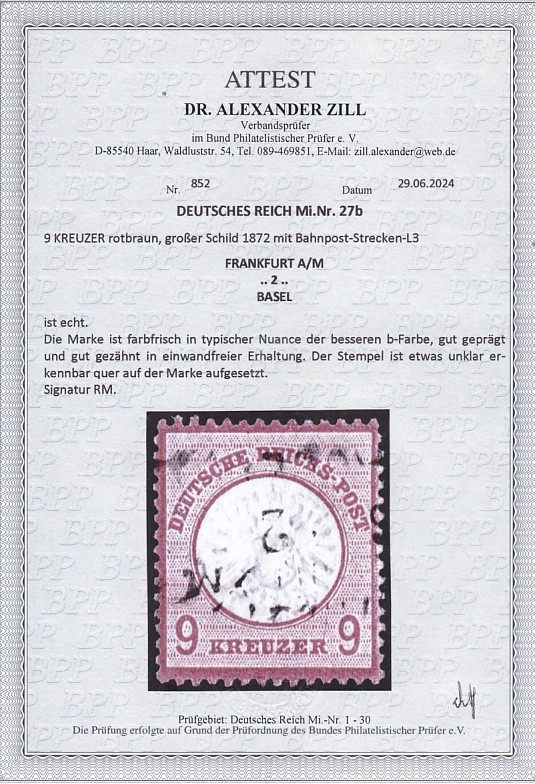 ATTEST
DR. ALEXANDER ZILL
Verbandsprüfer
im Bund Philatelistischer Prüfer e. V.
D-85540 Haar, Waldluststr. 54, Tel. 089-469851, E-Mail: zill.alexander@web.de
Nr. 852 Datum 29.06.2024
DEUTSCHES REICH Mi.Nr. 27b
9 KREUZER rotbraun, großer Schild 1872 mit Bahnpost-Strecken-L3
FRANKFURT A/M
.. 2 ..
BASEL
ist echt.
Die Marke ist farbfrisch in typischer Nuance der besseren b-Farbe, gut geprägt
und gut gezähnt in einwandfreier Erhaltung. Der Stempel ist etwas unklar er-
kennbar quer auf der Marke aufgesetzt.
Signatur RM.
DEUTSCHE REICHS-POST
2
9 KREUZER 9
Prüfgebiet: Deutsches Reich Mi.-Nr. 1 - 30
Die Prüfung erfolgte auf Grund der Prüfordnung des Bundes Philatelistischer Prüfer e.V.